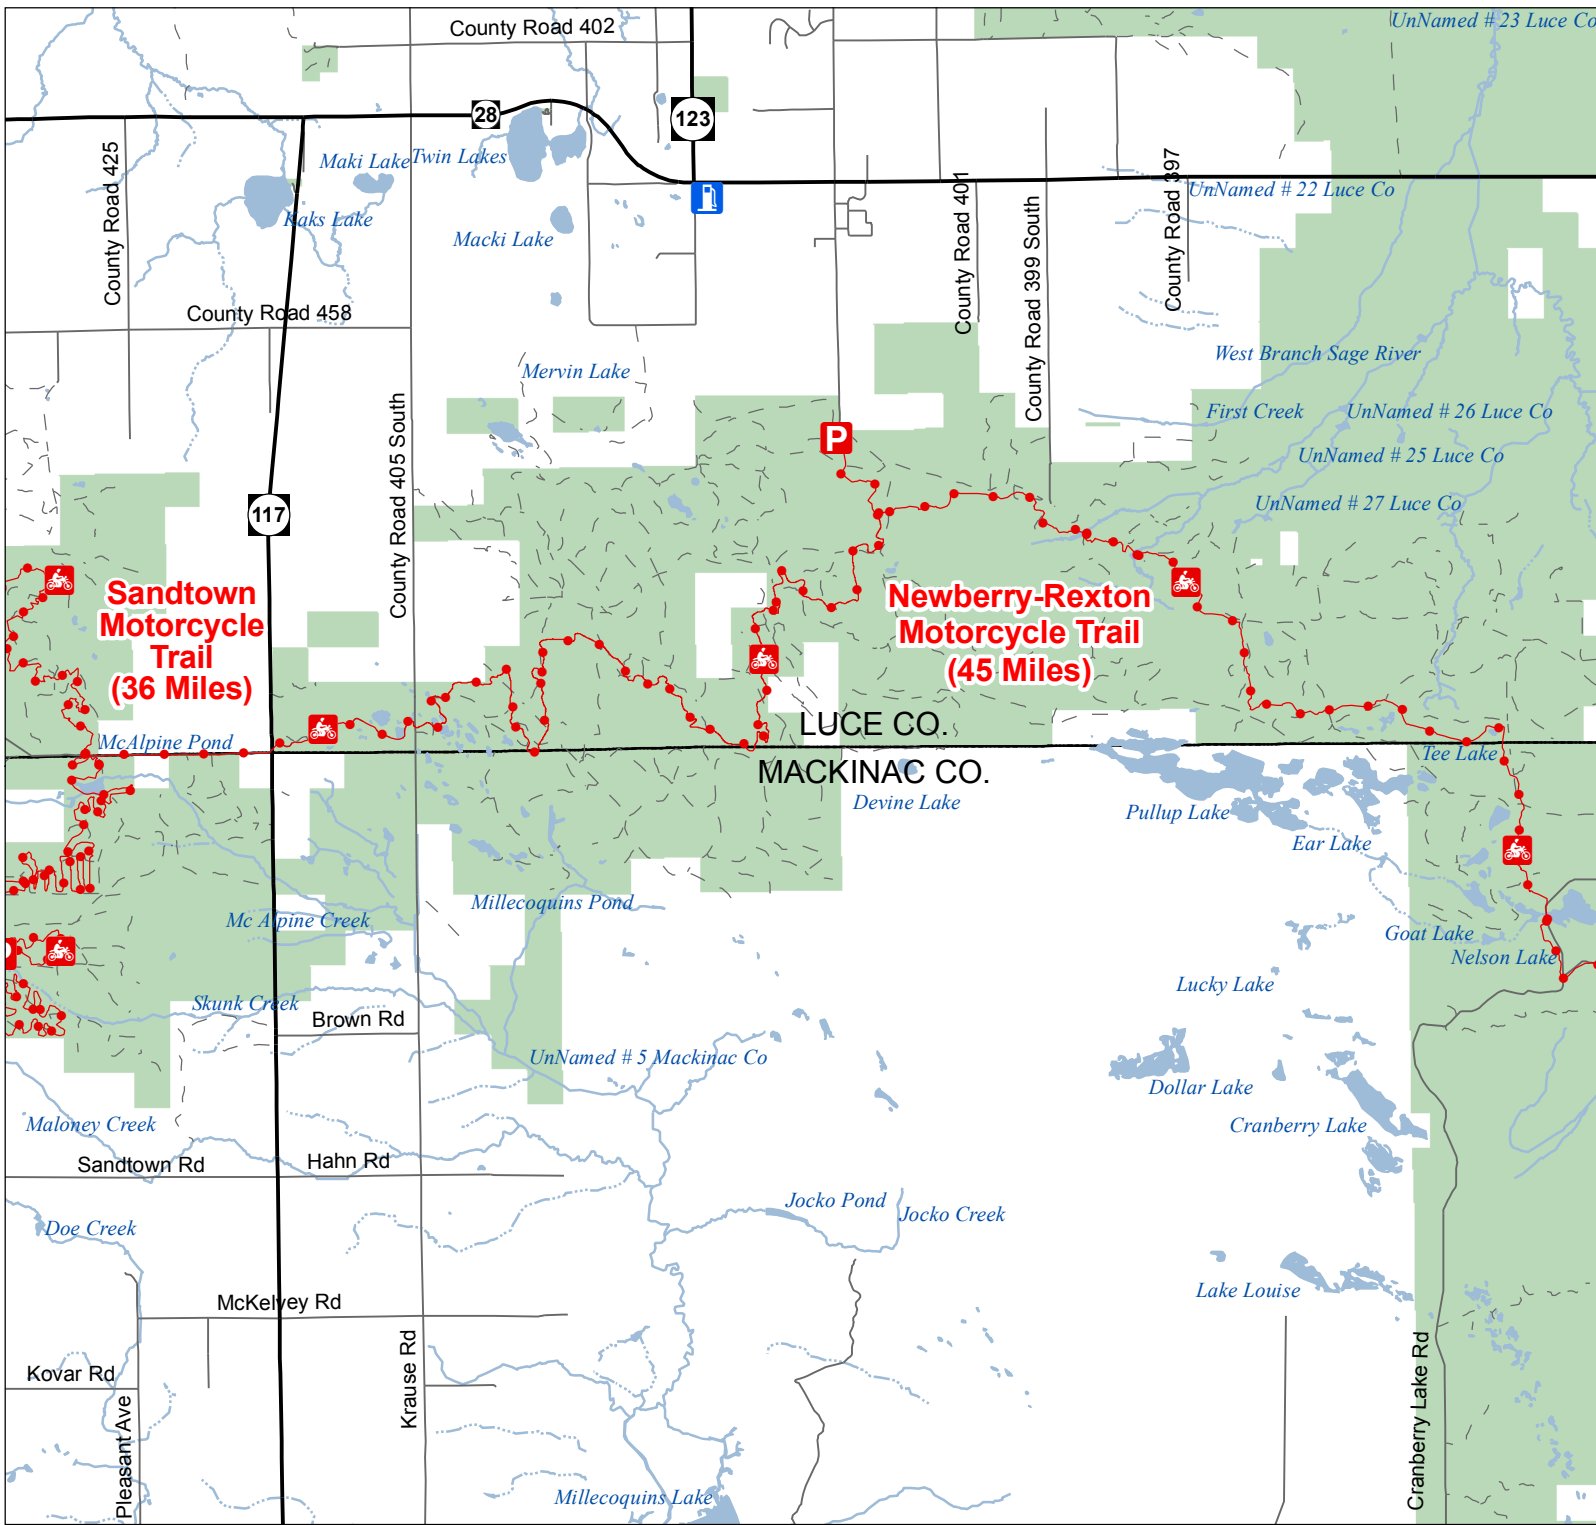 UnNamed # 23 Luce Co
County Road 402
28
123
County Road 425
Maki Lake
Twin Lakes
County Road 397
County Road 401
UnNamed # 22 Luce Co
Kaks Lake
Macki Lake
County Road 399 South
County Road 458
West Branch Sage River
Mervin Lake
County Road 405 South
First Creek
UnNamed # 26 Luce Co
P
UnNamed # 25 Luce Co
UnNamed # 27 Luce Co
117
Sandtown
Motorcycle
Trail
(36 Miles)
Newberry-Rexton
Motorcycle Trail
(45 Miles)
LUCE CO.
McAlpine Pond
Tee Lake
MACKINAC CO.
Devine Lake
Pullup Lake
Ear Lake
Millecoquins Pond
Mc Alpine Creek
Goat Lake
Nelson Lake
Lucky Lake
Skunk Creek
Brown Rd
UnNamed # 5 Mackinac Co
Dollar Lake
Maloney Creek
Cranberry Lake
Sandtown Rd
Hahn Rd
Jocko Pond
Jocko Creek
Doe Creek
Lake Louise
McKelvey Rd
Krause Rd
Kovar Rd
Cranberry Lake Rd
Pleasant Ave
Millecoquins Lake